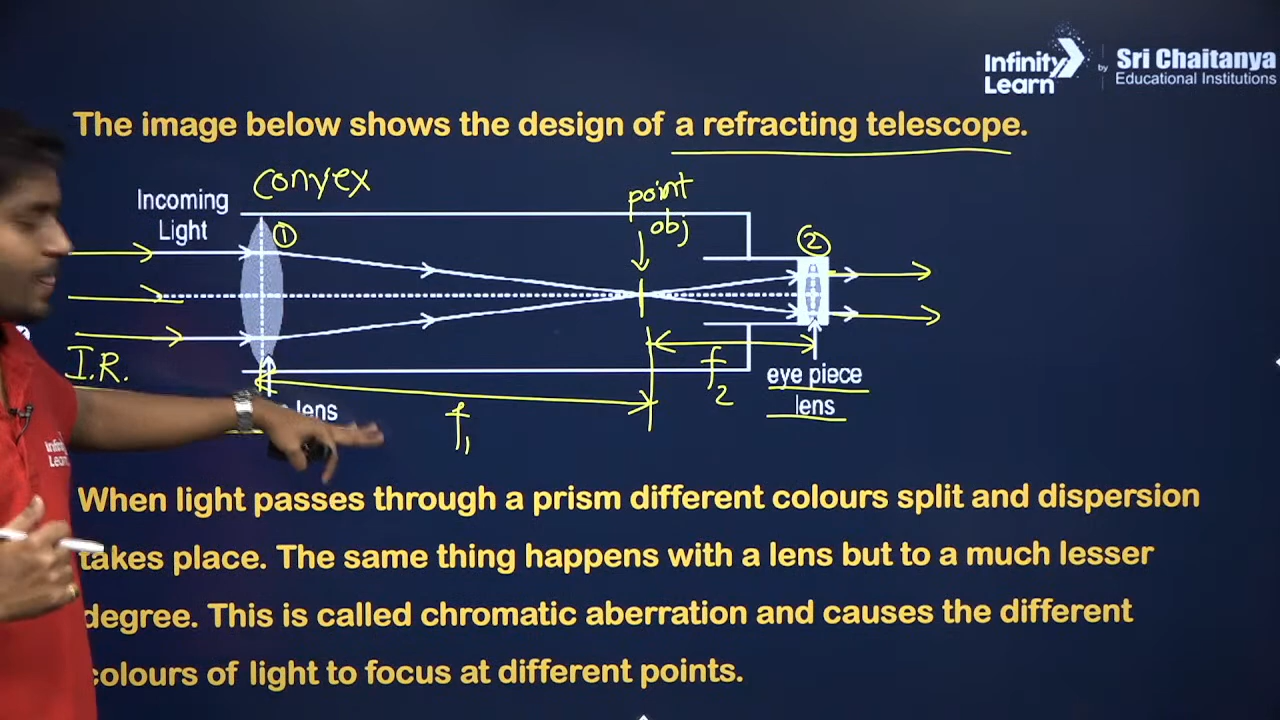 Infinity Learn by Sri Chaitanya Educational Institutions
The image below shows the design of a refracting telescope.
Convex
point obj
Incoming Light
①
②
I.R.
f₁
f₂
lens
eye piece lens
Infinity Learn
When light passes through a prism different colours split and dispersion
takes place. The same thing happens with a lens but to a much lesser
degree. This is called chromatic aberration and causes the different
colours of light to focus at different points.